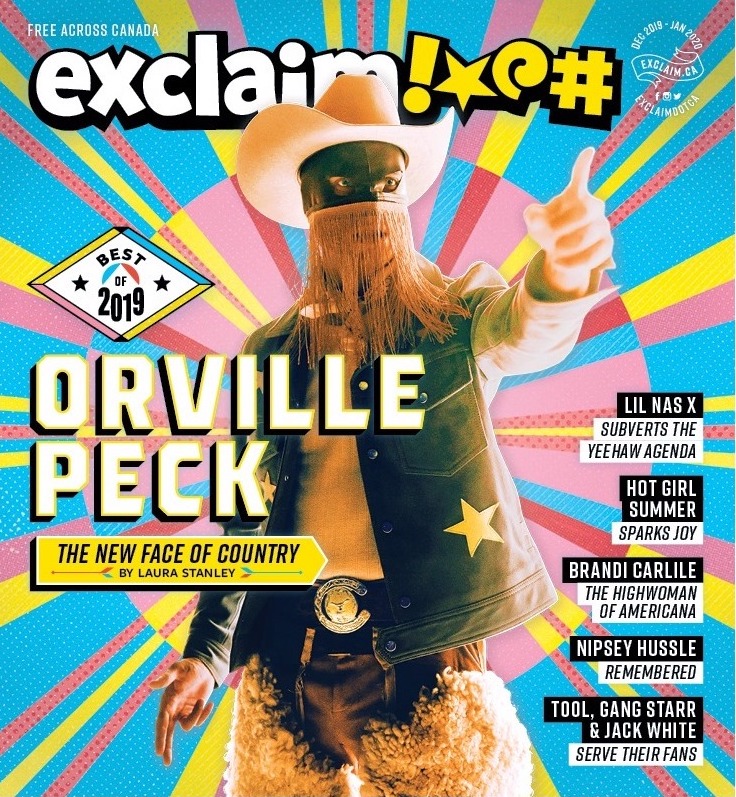 FREE ACROSS CANADA
exclaim!★@#
DEC 2019 - JAN 2020
EXCLAIM.CA
EXCLAIMDOTCA
BEST
OF
2019
ORVILLE
PECK
THE NEW FACE OF COUNTRY
BY LAURA STANLEY
LIL NAS X
SUBVERTS THE
YEEHAW AGENDA
HOT GIRL
SUMMER
SPARKS JOY
BRANDI CARLILE
THE HIGHWOMAN
OF AMERICANA
NIPSEY HUSSLE
REMEMBERED
TOOL, GANG STARR
& JACK WHITE
SERVE THEIR FANS